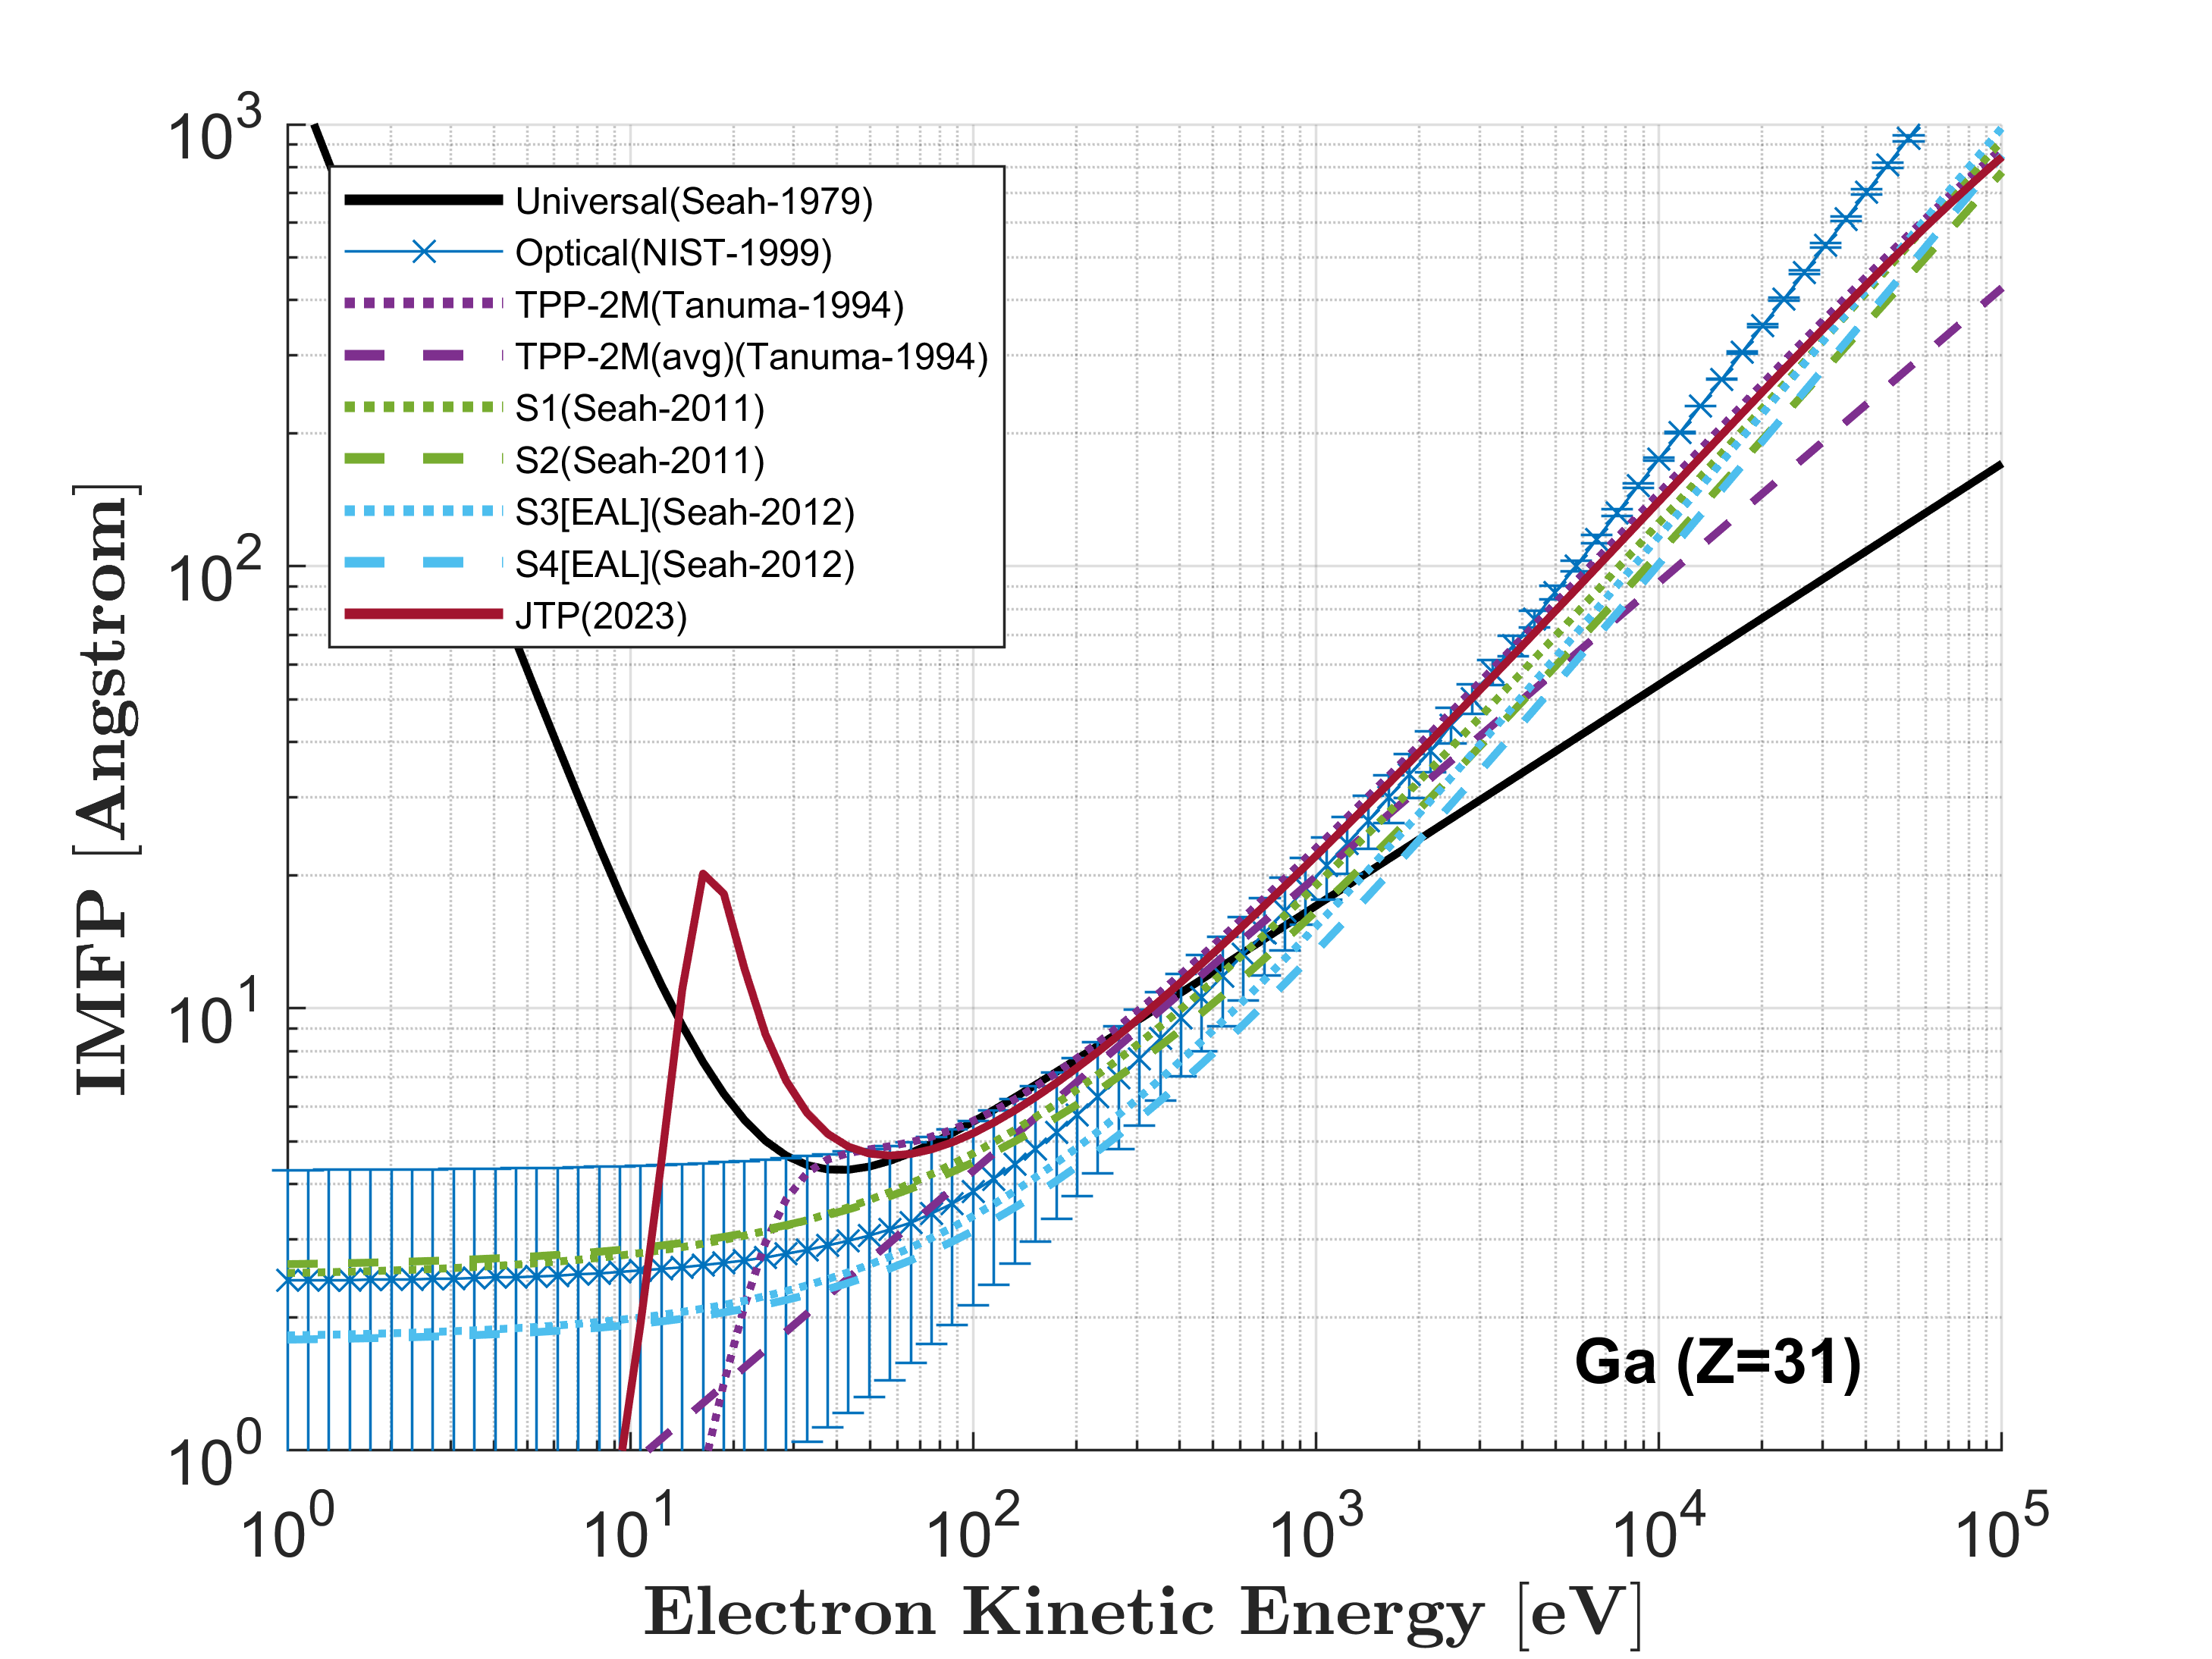 10^3
10^2
10^1
10^0
IMFP [Angstrom]
Universal(Seah-1979)
Optical(NIST-1999)
TPP-2M(Tanuma-1994)
TPP-2M(avg)(Tanuma-1994)
S1(Seah-2011)
S2(Seah-2011)
S3[EAL](Seah-2012)
S4[EAL](Seah-2012)
JTP(2023)
Ga (Z=31)
10^0 10^1 10^2 10^3 10^4 10^5
Electron Kinetic Energy [eV]